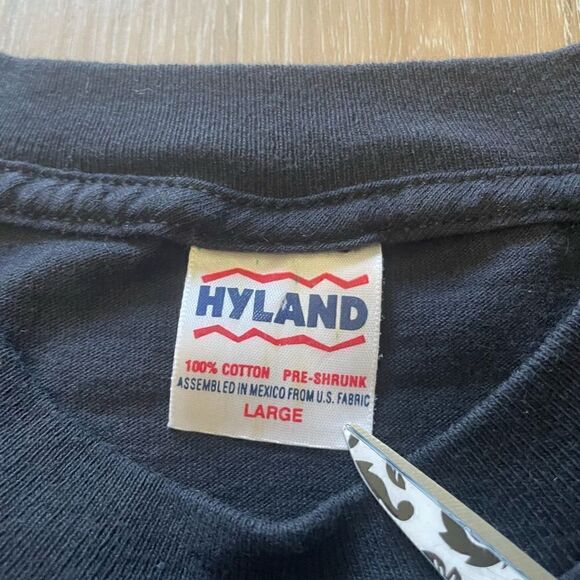 HYLAND
100% COTTON PRE-SHRUNK
ASSEMBLED IN MEXICO FROM U.S. FABRIC
LARGE